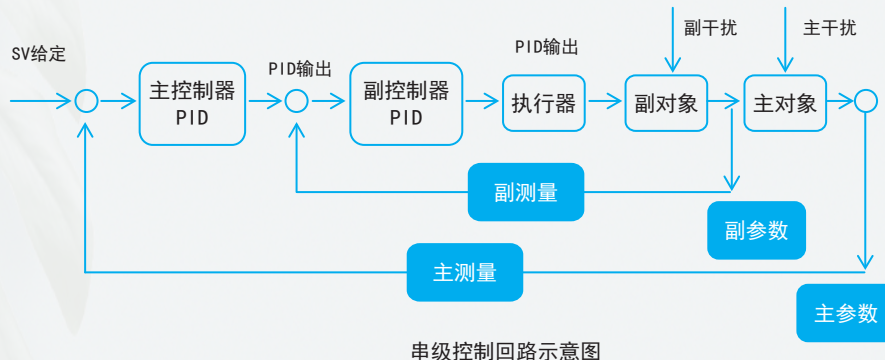 副干扰
主干扰
SV给定
PID输出
PID输出
主控制器
PID
副控制器
PID
执行器
副对象
主对象
副测量
副参数
主测量
主参数
串级控制回路示意图